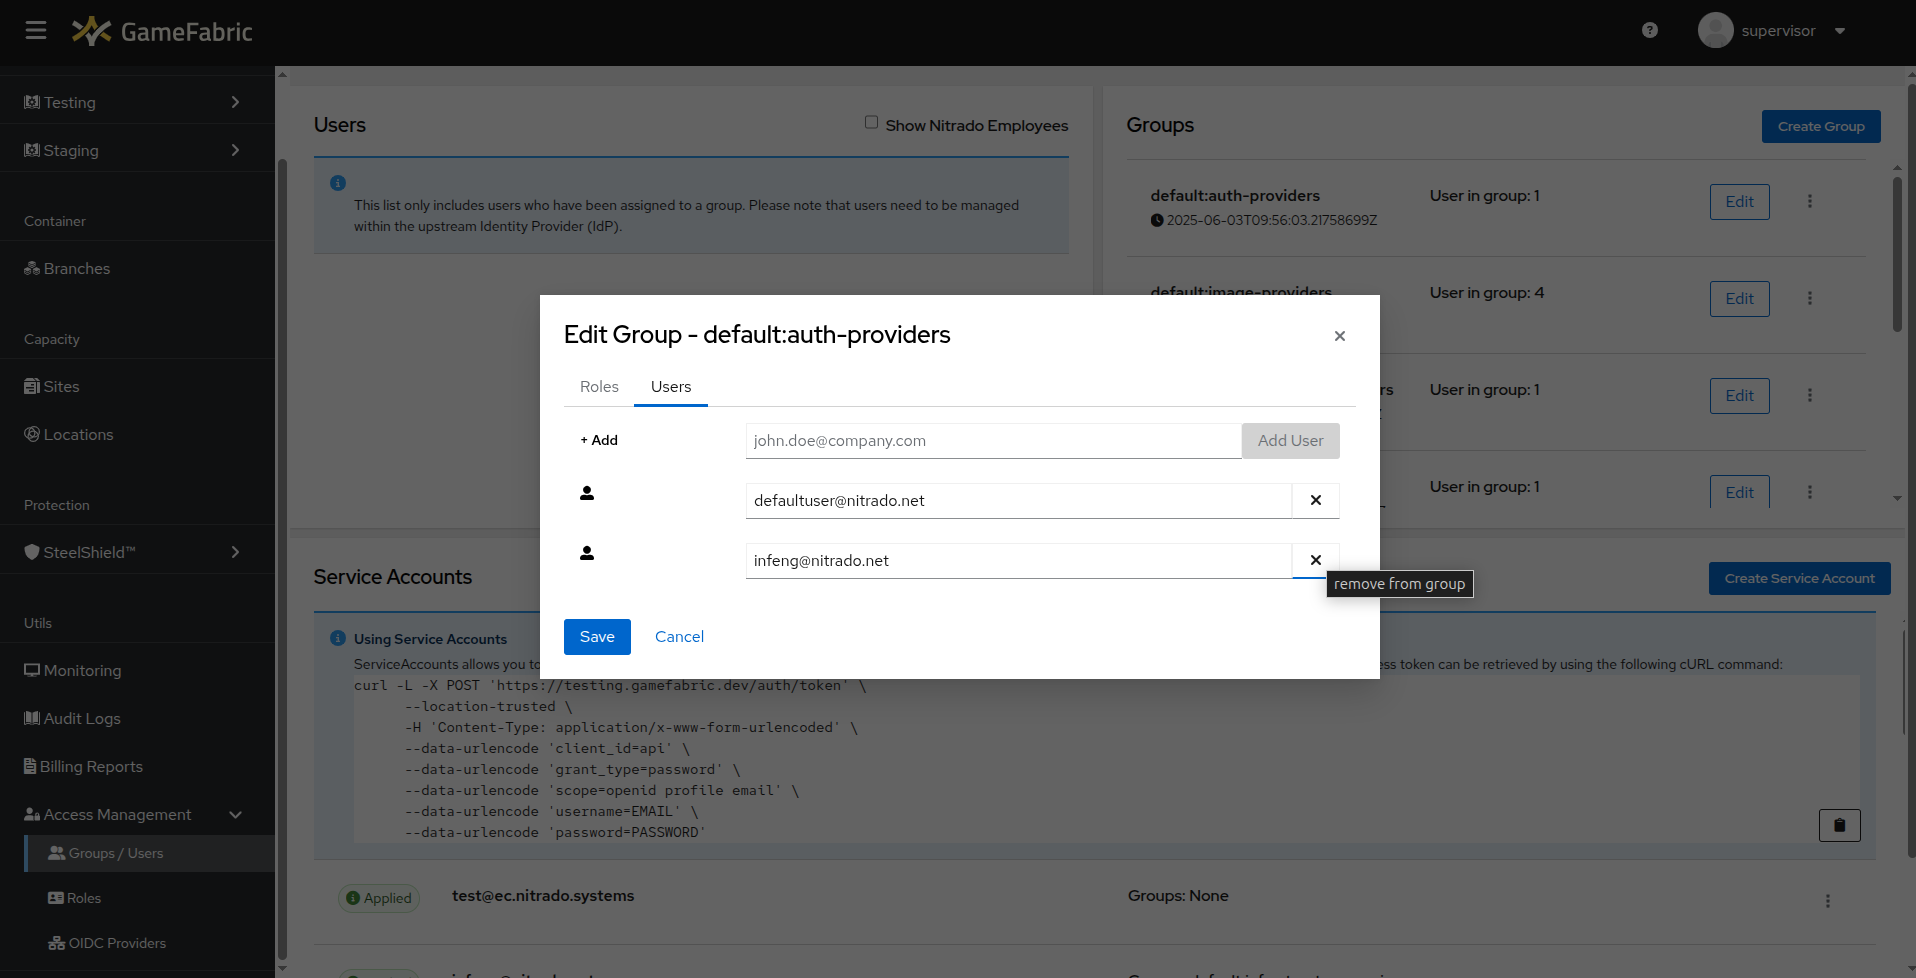 GameFabric
supervisor
Testing
Staging
Container
Branches
Capacity
Sites
Locations
Protection
SteelShield™
Utils
Monitoring
Audit Logs
Billing Reports
Access Management
Groups / Users
Roles
OIDC Providers
Users
Show Nitrado Employees
This list only includes users who have been assigned to a group. Please note that users need to be managed
within the upstream Identity Provider (IdP).
Groups
Create Group
default:auth-providers
User in group: 1
Edit
2025-06-03T09:56:03.21758699Z
default:image-providers
User in group: 4
Edit
rs
User in group: 1
Edit
User in group: 1
Edit
Edit Group - default:auth-providers
Roles
Users
+ Add
john.doe@company.com
Add User
defaultuser@nitrado.net
infeng@nitrado.net
remove from group
Save
Cancel
Service Accounts
Create Service Account
Using Service Accounts
ServiceAccounts allows you to
ess token can be retrieved by using the following cURL command:
curl -L -X POST 'https://testing.gamefabric.dev/auth/token' \
--location-trusted \
-H 'Content-Type: application/x-www-form-urlencoded' \
--data-urlencode 'client_id=api' \
--data-urlencode 'grant_type=password' \
--data-urlencode 'scope=openid profile email' \
--data-urlencode 'username=EMAIL' \
--data-urlencode 'password=PASSWORD'
Applied
test@ec.nitrado.systems
Groups: None